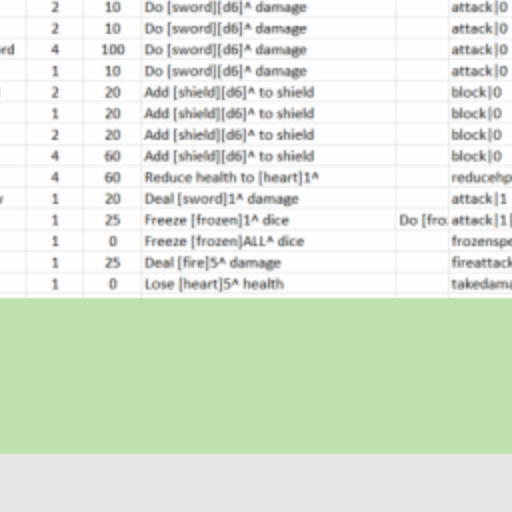 2 10 Do [sword][d6]^ damage attack|0
2 10 Do [sword][d6]^ damage attack|0
rd 4 100 Do [sword][d6]^ damage attack|0
1 10 Do [sword][d6]^ damage attack|0
2 20 Add [shield][d6]^ to shield block|0
1 20 Add [shield][d6]^ to shield block|0
2 20 Add [shield][d6]^ to shield block|0
4 60 Add [shield][d6]^ to shield block|0
4 60 Reduce health to [heart]1^ reducehp
1 20 Deal [sword]1^ damage attack|1
1 25 Freeze [frozen]1^ dice Do [fro: attack|1|
1 0 Freeze [frozen]ALL^ dice frozenspe
1 25 Deal [fire]5^ damage fireattack
1 0 Lose [heart]5^ health takedama